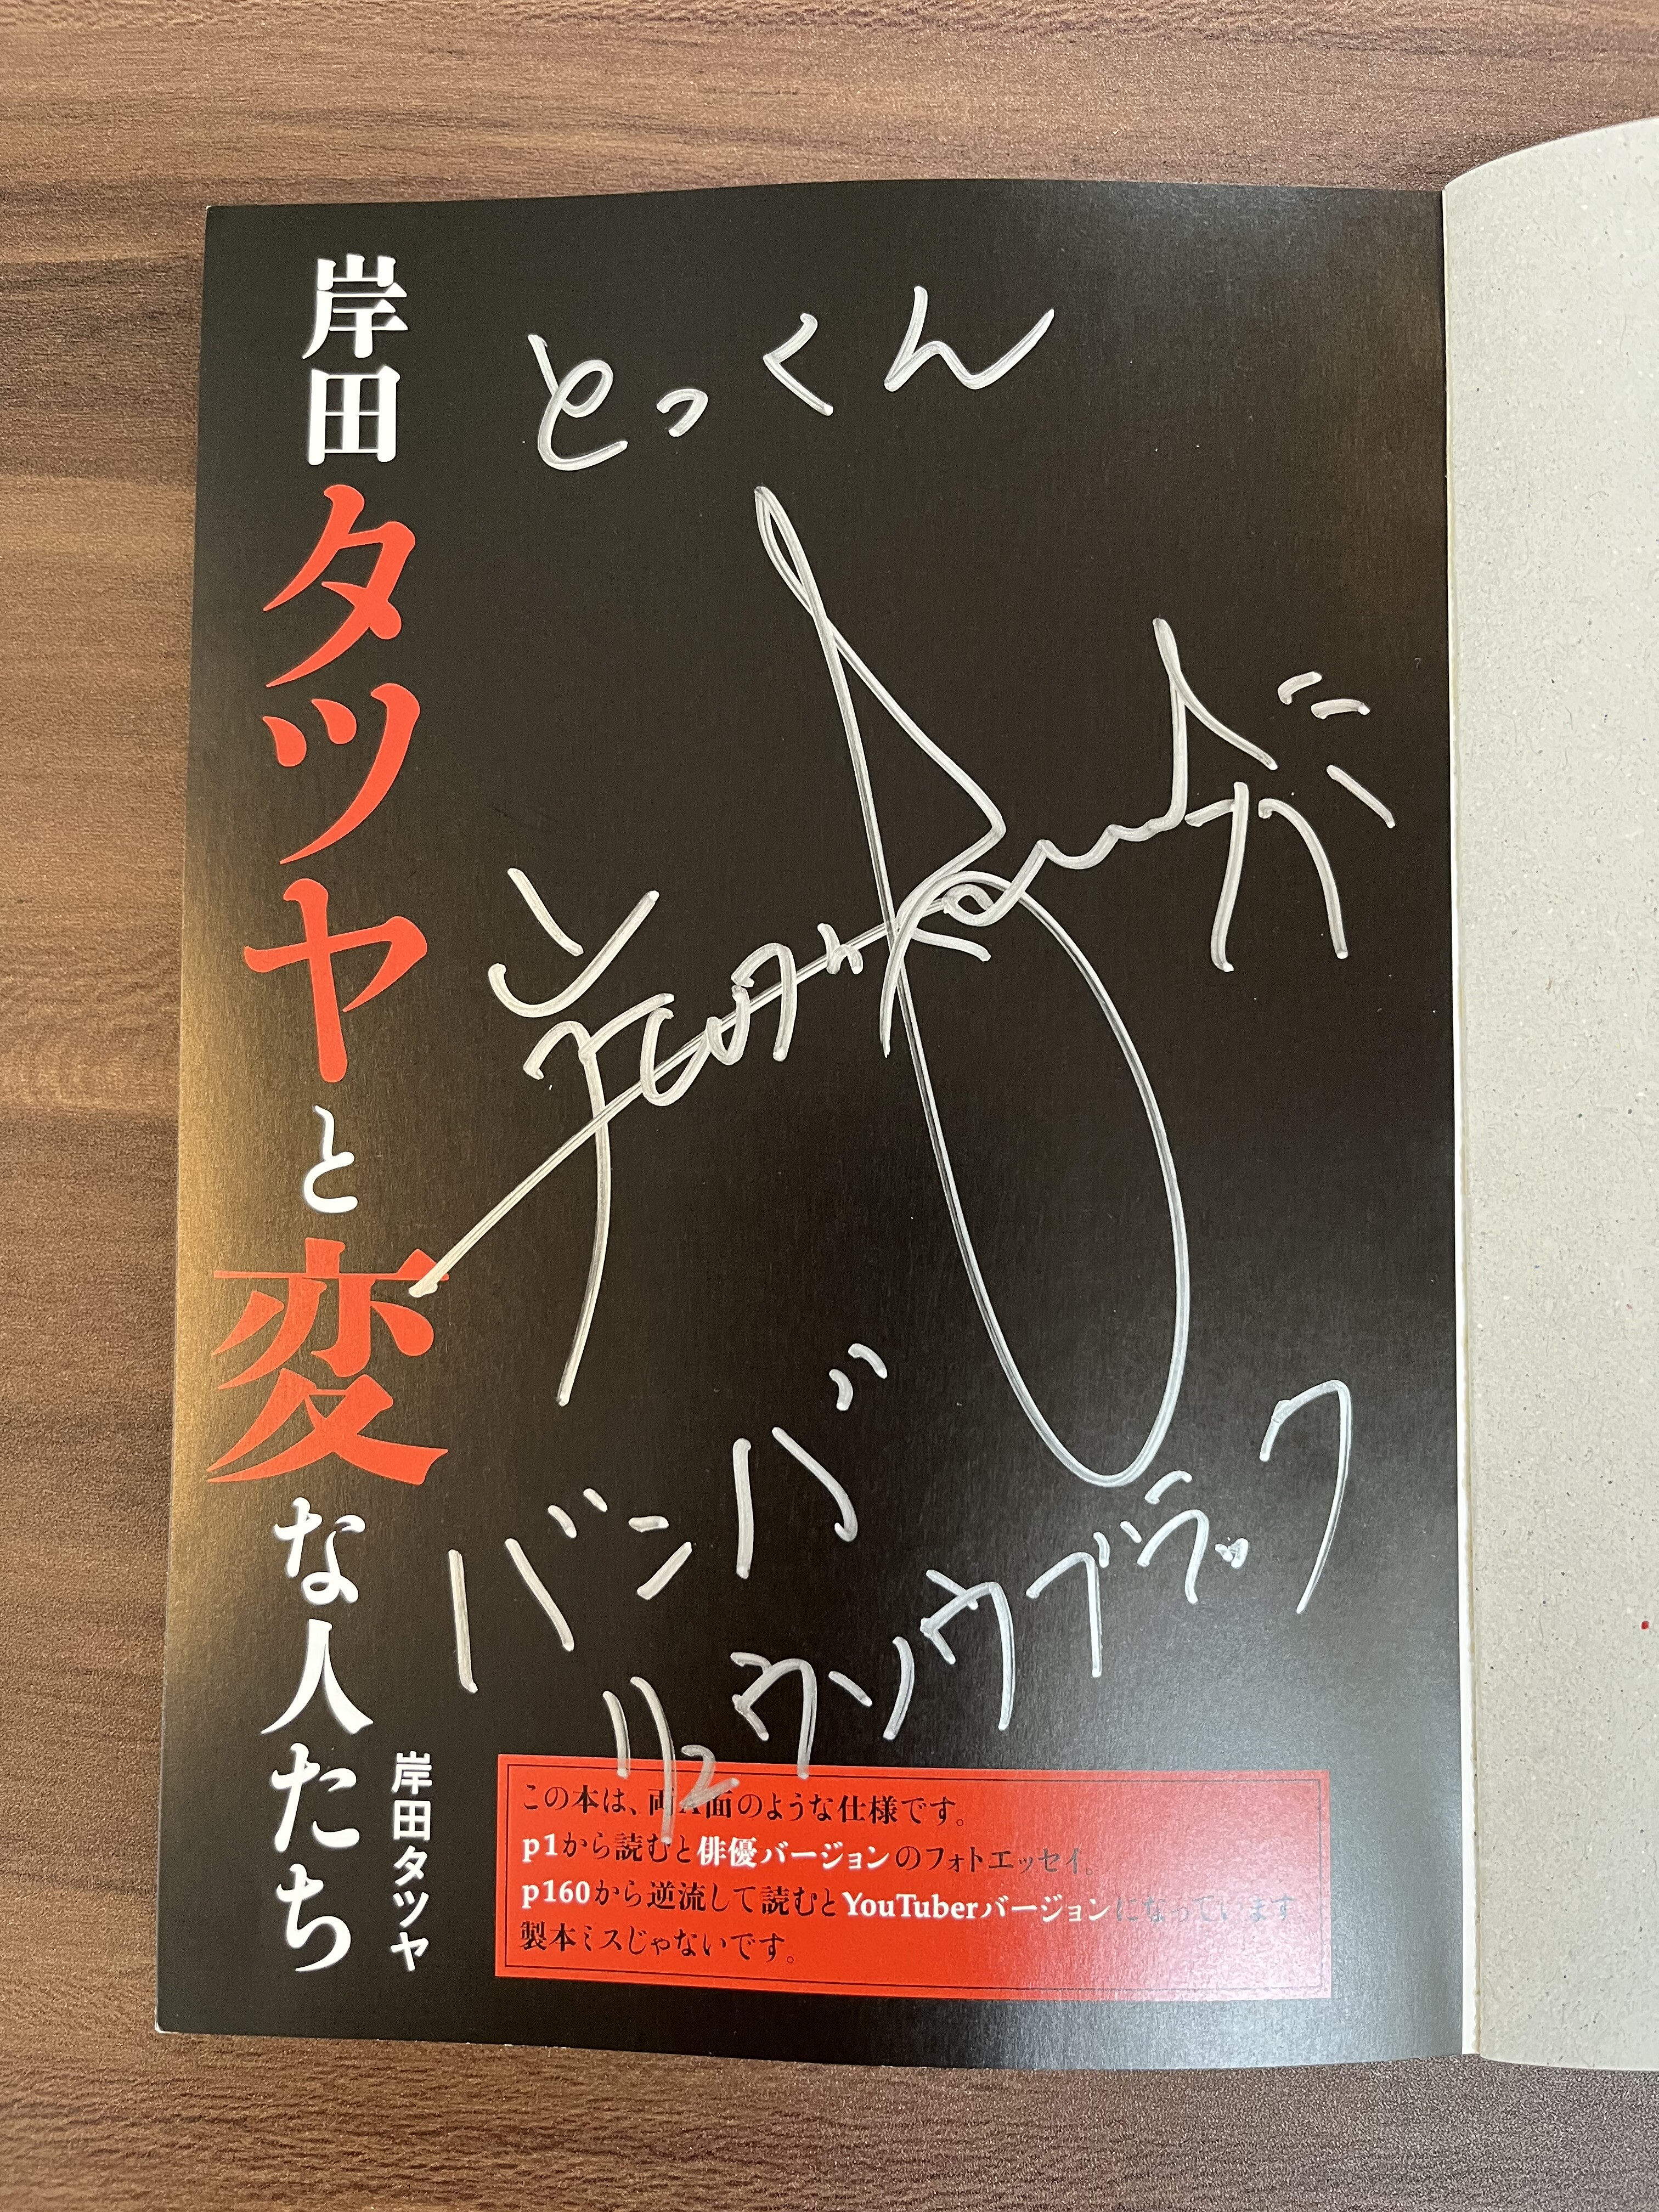 岸田タツヤと変な人たち
岸田タツヤ
とっくん
バンバ
リュウソウブラック
この本は、両A面のような仕様です。
p1から読むと俳優バージョンのフォトエッセイ。
p160から逆流して読むとYouTuberバージョンになっています
製本ミスじゃないです。